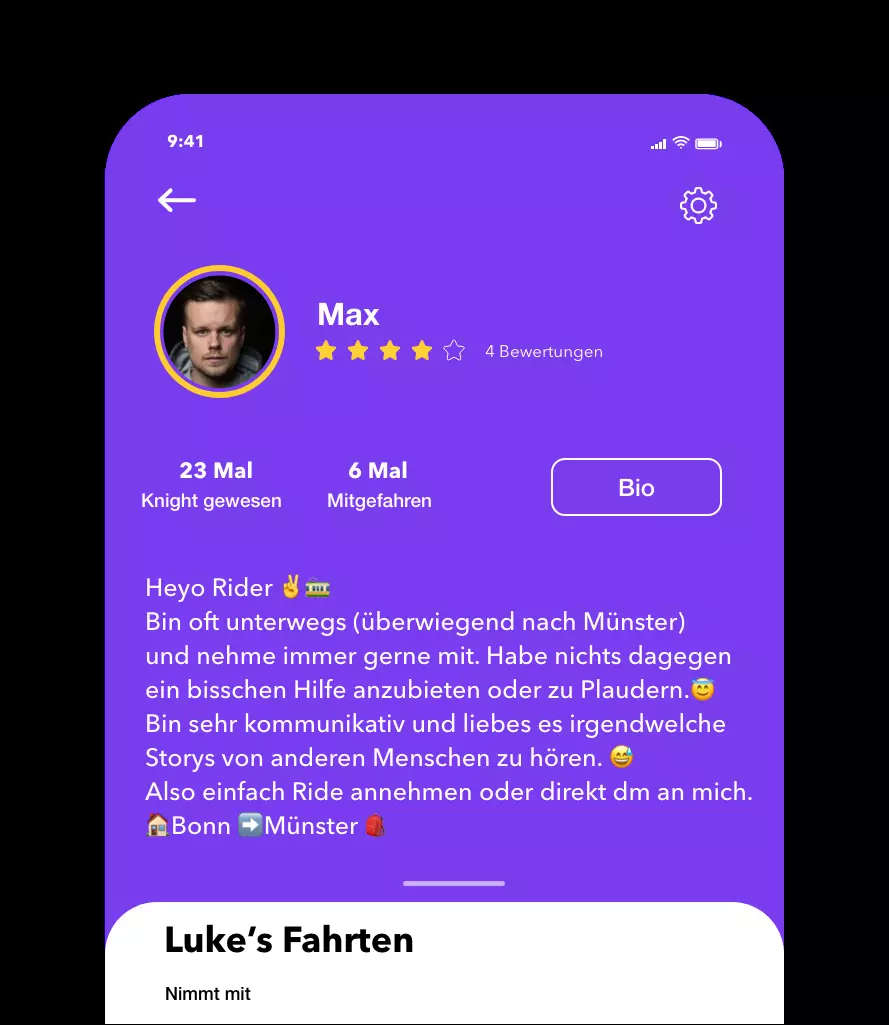 9:41
Max
4 Bewertungen
23 Mal
Knight gewesen
6 Mal
Mitgefahren
Bio
Heyo Rider ✌️🚋
Bin oft unterwegs (überwiegend nach Münster)
und nehme immer gerne mit. Habe nichts dagegen
ein bisschen Hilfe anzubieten oder zu Plaudern.😇
Bin sehr kommunikativ und liebes es irgendwelche
Storys von anderen Menschen zu hören. 😅
Also einfach Ride annehmen oder direkt dm an mich.
🏠Bonn ➡️Münster 🎒
Luke’s Fahrten
Nimmt mit